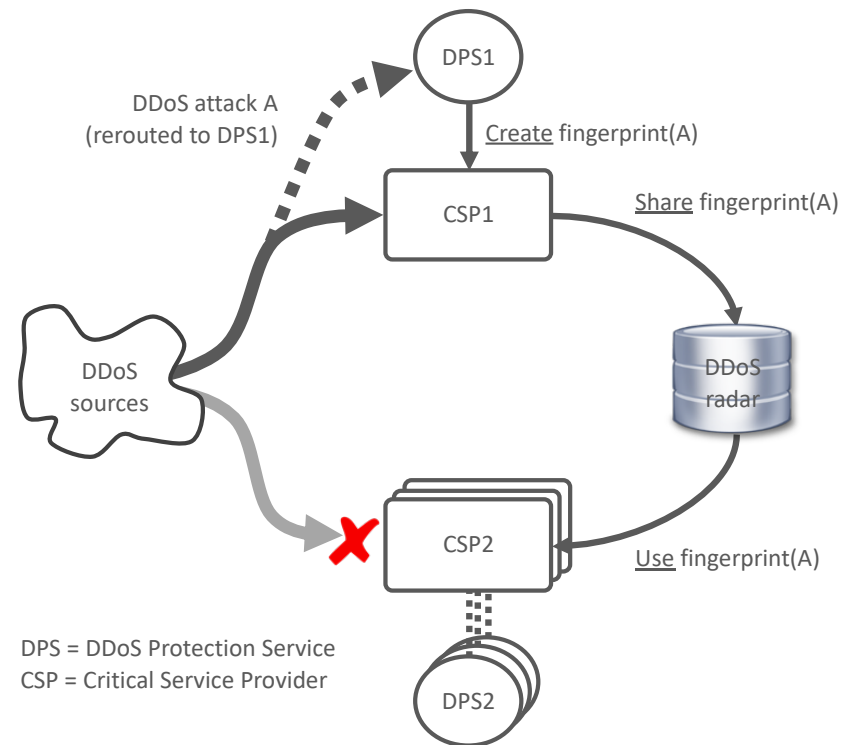 DPS1
DDoS attack A
(rerouted to DPS1)
Create fingerprint(A)
CSP1
Share fingerprint(A)
DDoS
sources
DDoS
radar
CSP2
Use fingerprint(A)
DPS = DDoS Protection Service
CSP = Critical Service Provider
DPS2